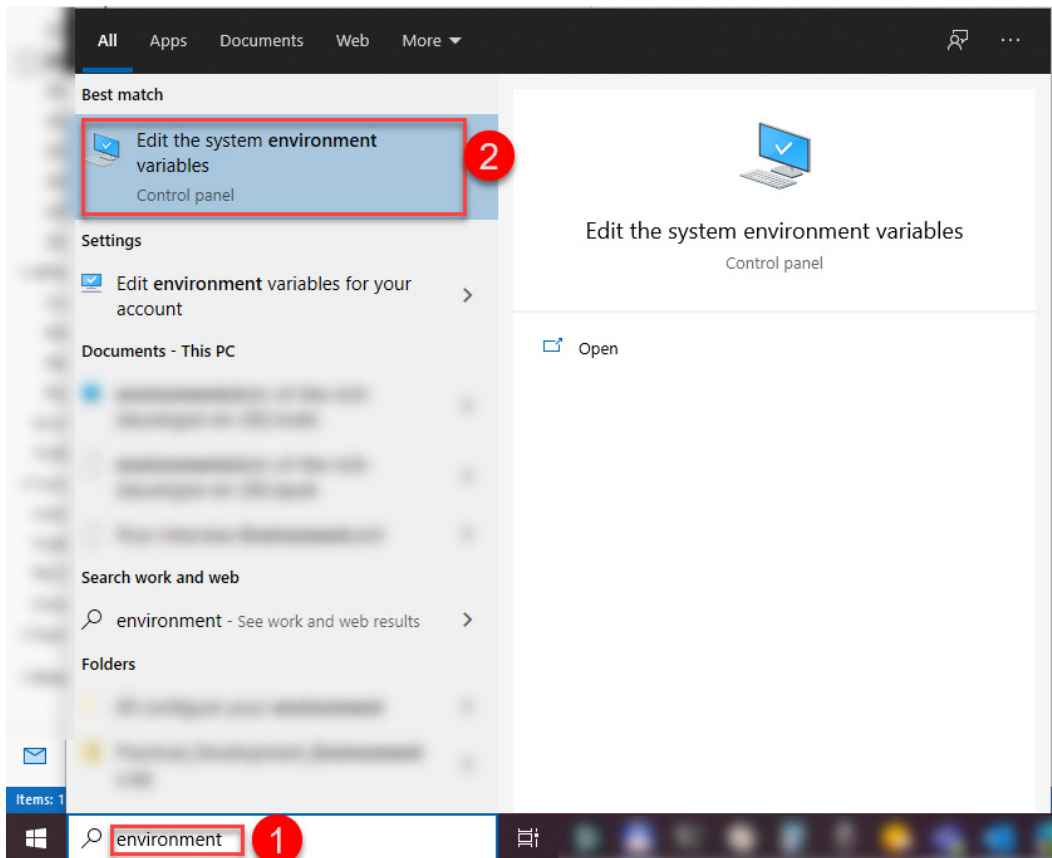 All Apps Documents Web More
Best match
Edit the system environment
variables
Control panel
2
Settings
Edit environment variables for your
account
Documents - This PC
Search work and web
environment - See work and web results
Folders
Edit the system environment variables
Control panel
Open
Items: 1
environment
1